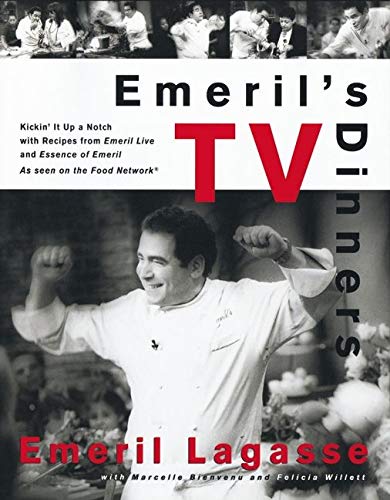 Emeril's
TV
Dinners
Kickin' It Up a Notch
with Recipes from Emeril Live
and Essence of Emeril
As seen on the Food Network®
Emeril Lagasse
with Marcelle Bienvenu and Felicia Willett